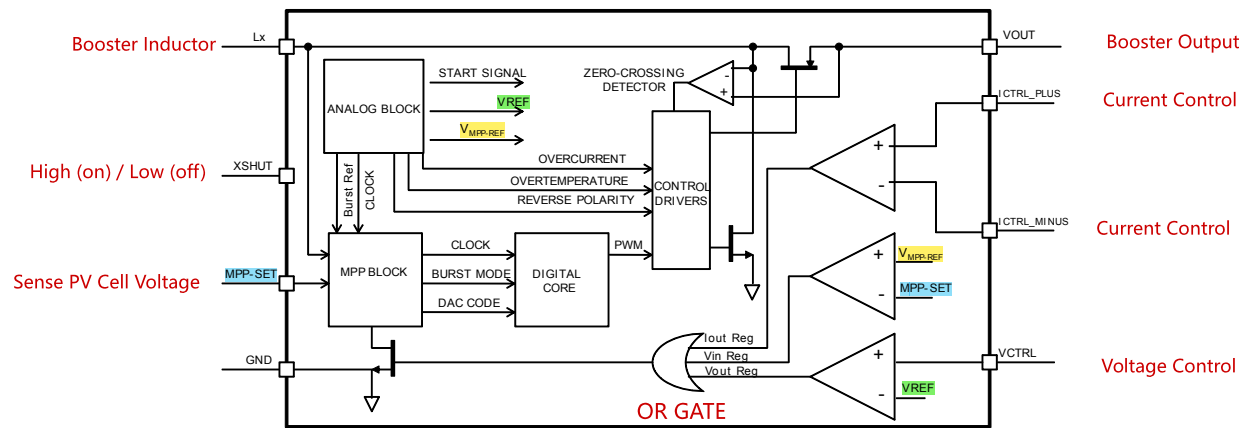 Booster Inductor
Lx
VOUT
Booster Output
ZERO-CROSSING
DETECTOR
-
+
START SIGNAL
VREF
VMPP-REF
ANALOG BLOCK
ICTRL_PLUS
Current Control
+
-
High (on) / Low (off)
XSHUT
Burst Ref
CLOCK
OVERCURRENT
OVERTEMPERATURE
REVERSE POLARITY
CONTROL
DRIVERS
ICTRL_MINUS
Current Control
Sense PV Cell Voltage
MPP-SET
MPP BLOCK
CLOCK
BURST MODE
DAC CODE
DIGITAL
CORE
PWM
+
VMPP-REF
-
MPP-SET
GND
Iout Reg
Vin Reg
Vout Reg
OR GATE
+
-
VREF
VCTRL
Voltage Control